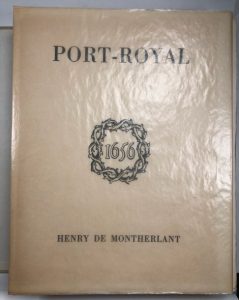 PORT-ROYAL
1656
HENRY DE MONTHERLANT